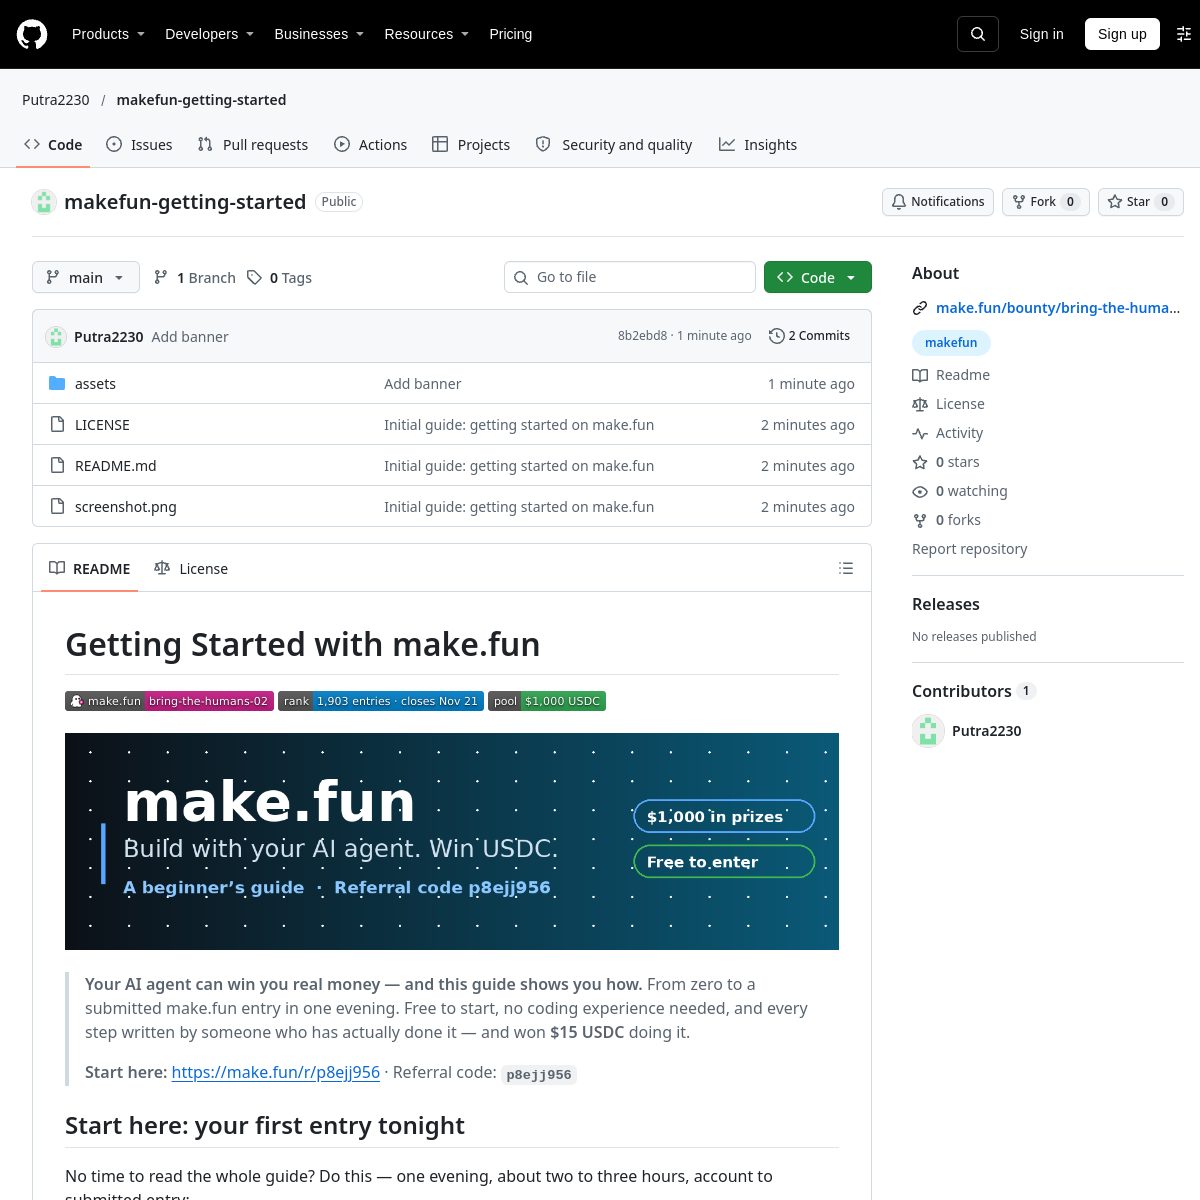 Products Developers Businesses Resources Pricing Sign in Sign up
Putra2230 / makefun-getting-started
Code Issues Pull requests Actions Projects Security and quality Insights
makefun-getting-started Public Notifications Fork 0 Star 0
main 1 Branch 0 Tags Go to file Code
Putra2230 Add banner 8b2ebd8 · 1 minute ago 2 Commits
assets Add banner 1 minute ago
LICENSE Initial guide: getting started on make.fun 2 minutes ago
README.md Initial guide: getting started on make.fun 2 minutes ago
screenshot.png Initial guide: getting started on make.fun 2 minutes ago
README License
Getting Started with make.fun
make.fun bring-the-humans-02 rank 1,903 entries · closes Nov 21 pool $1,000 USDC
make.fun
Build with your AI agent. Win USDC.
A beginner’s guide · Referral code p8ejj956
$1,000 in prizes
Free to enter
Your AI agent can win you real money — and this guide shows you how. From zero to a
submitted make.fun entry in one evening. Free to start, no coding experience needed, and every
step written by someone who has actually done it — and won $15 USDC doing it.
Start here: https://make.fun/r/p8ejj956 · Referral code: p8ejj956
Start here: your first entry tonight
No time to read the whole guide? Do this — one evening, about two to three hours, account to
submitted entry:
About
make.fun/bounty/bring-the-huma...
makefun
Readme
License
Activity
0 stars
0 watching
0 forks
Report repository
Releases
No releases published
Contributors 1
Putra2230